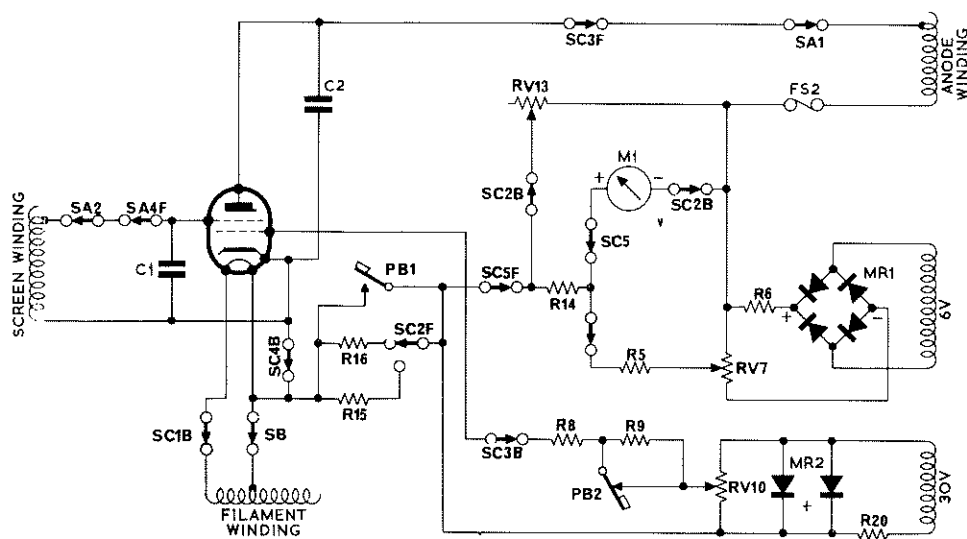 SC3F
SA1
ANODE
WINDING
C2
RV13
FS2
M1
+
−
SC2B
SC2B
SCREEN WINDING
SA2
SA4F
C1
SC5
PB1
SC5F
R14
MR1
6V
R6
+
−
R16
SC2F
SC4B
R5
RV7
R15
SC1B
SB
R8
R9
SC3B
PB2
RV10
MR2
+
30V
R20
FILAMENT
WINDING